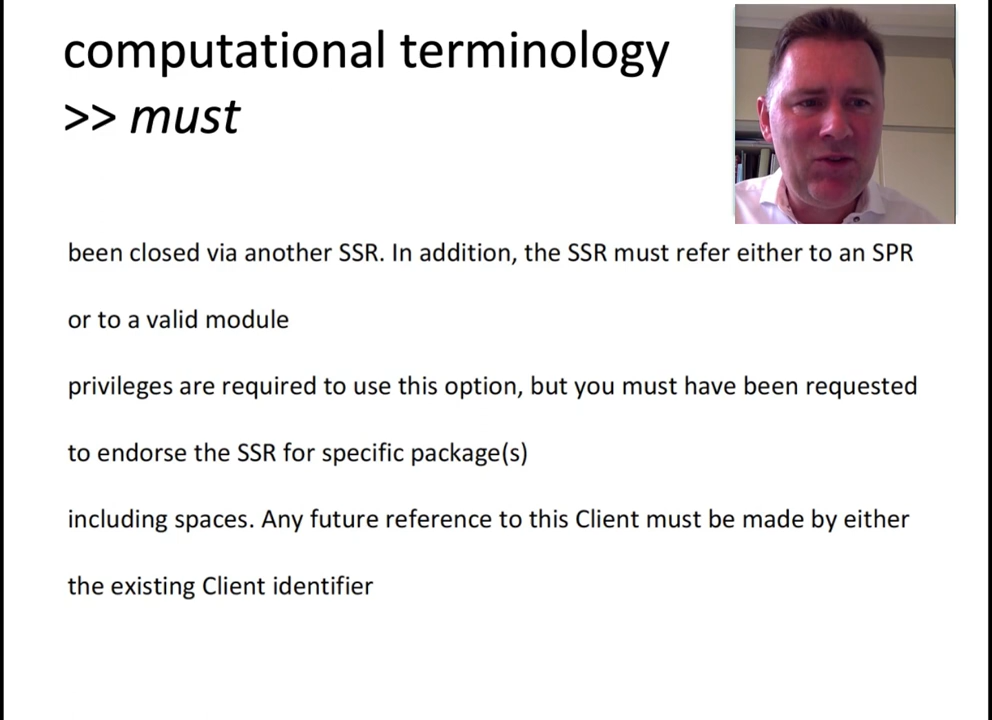 computational terminology
>> must
been closed via another SSR. In addition, the SSR must refer either to an SPR
or to a valid module
privileges are required to use this option, but you must have been requested
to endorse the SSR for specific package(s)
including spaces. Any future reference to this Client must be made by either
the existing Client identifier